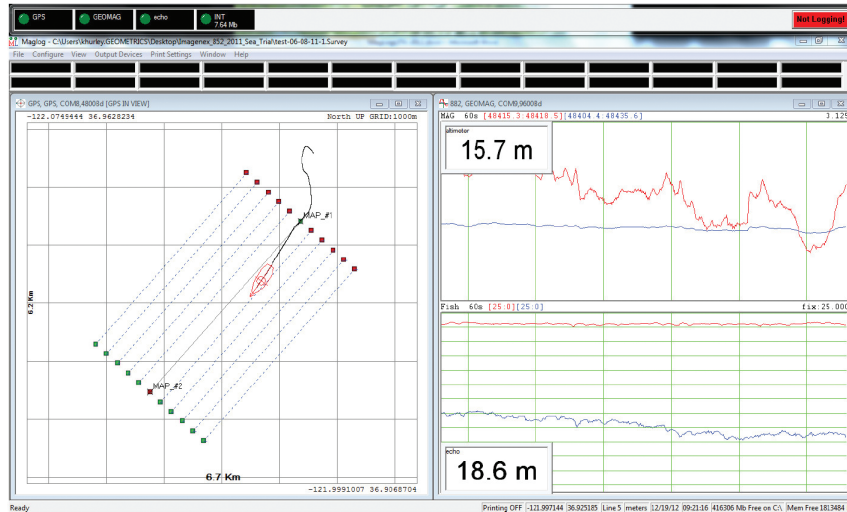 GPS GEOMAG echo INT 7.64 Mb Not Logging!
Maglog - C:\Users\khurley.GEOMETRICS\Desktop\Imagenex_852_2011_Sea_Trial\test-06-08-11-1.Survey
File Configure View Output Devices Print Settings Window Help
GPS, GPS, COM8,48008d [GPS IN VIEW]
-122.0749444 36.9628234 North UP GRID:1000m
MAP_#1
6.2 Km
MAP_#2
6.7 Km
-121.9991007 36.9068704
882, GEOMAG, COM9,96008d
MAG 60s [48415.3:48418.5][48404.4:48435.6] 3.125
altimeter
15.7 m
Fish 60s [25:0][25:0] fix:25.000
echo
18.6 m
Ready Printing OFF -121.997144 36.925185 Line 5 meters 12/19/12 09:21:16 416306 Mb Free on C:\ Mem Free 1813484